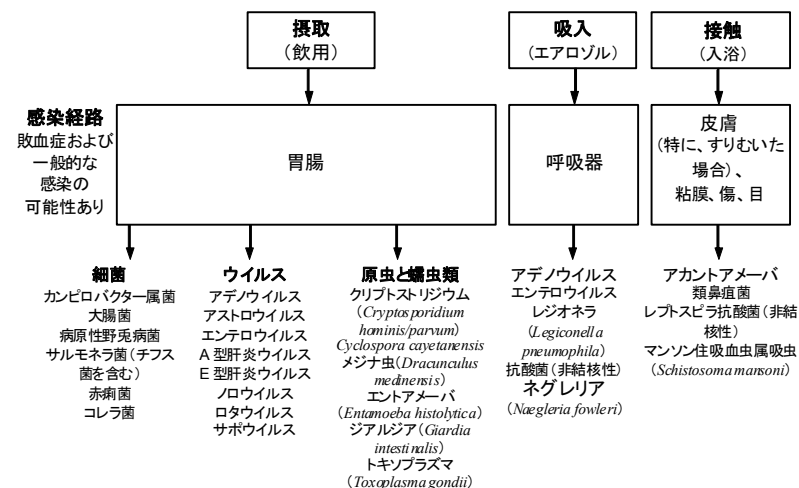 摂取
（飲用）
吸入
（エアロゾル）
接触
（入浴）
感染経路
敗血症および
一般的な
感染の
可能性あり
胃腸
呼吸器
皮膚
（特に、すりむいた
場合）、
粘膜、傷、目
細菌
カンピロバクター属菌
大腸菌
病原性野兎病菌
サルモネラ菌（チフス
菌を含む）
赤痢菌
コレラ菌
ウイルス
アデノウイルス
アストロウイルス
エンテロウイルス
A 型肝炎ウイルス
E 型肝炎ウイルス
ノロウイルス
ロタウイルス
サポウイルス
原虫と蠕虫類
クリプトストリジウム
（Cryptosporidium
hominis/parvum）
Cyclospora cayetanensis
メジナ虫（Dracunculus
medinensis）
エントアメーバ
（Entamoeba histolytica）
ジアルジア（Giardia
intestinalis）
トキソプラズマ
（Toxoplasma gondii）
アデノウイルス
エンテロウイルス
レジオネラ
（Legiconella
pneumophila）
抗酸菌（非結核性）
ネグレリア
（Naegleria fowleri）
アカントアメーバ
類鼻疽菌
レプトスピラ抗酸菌（非結
核性）
マンソン住吸血虫属吸虫
（Schistosoma mansoni）